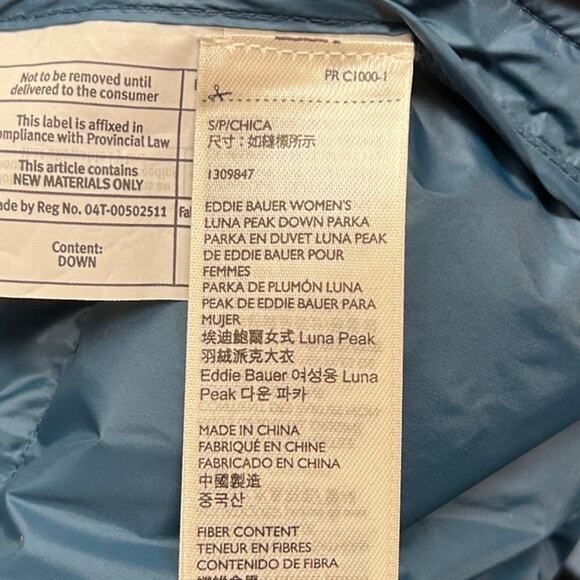 Not to be removed until
delivered to the consumer
This label is affixed in
compliance with Provincial Law
This article contains
NEW MATERIALS ONLY
Made by Reg No. 04T-00502511
Content:
DOWN
PR C1000-1
S/P/CHICA
尺寸：如縫標所示
1309847
EDDIE BAUER WOMEN'S
LUNA PEAK DOWN PARKA
PARKA EN DUVET LUNA PEAK
DE EDDIE BAUER POUR
FEMMES
PARKA DE PLUMÓN LUNA
PEAK DE EDDIE BAUER PARA
MUJER
埃迪鮑爾女式 Luna Peak
羽絨派克大衣
Eddie Bauer 여성용 Luna
Peak 다운 파카
MADE IN CHINA
FABRIQUÉ EN CHINE
FABRICADO EN CHINA
中國製造
중국산
FIBER CONTENT
TENEUR EN FIBRES
CONTENIDO DE FIBRA